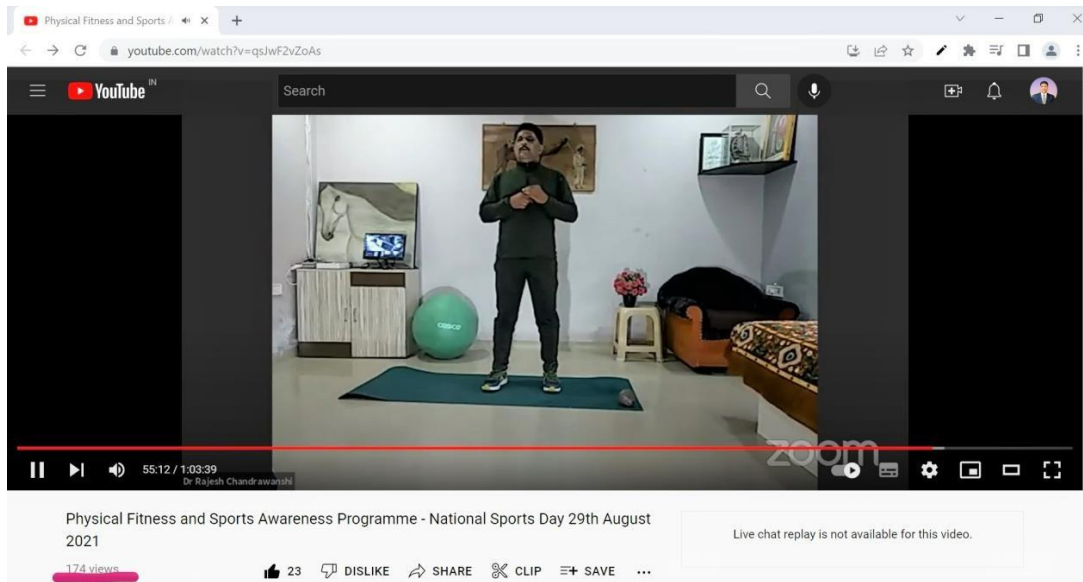 Physical Fitness and Sports A
youtube.com/watch?v=qsJwF2vZoAs
YouTube IN
Search
cosco
zoom
55:12 / 1:03:39
Dr Rajesh Chandrawanshi
Physical Fitness and Sports Awareness Programme - National Sports Day 29th August
2021
Live chat replay is not available for this video.
174 views
23 DISLIKE SHARE CLIP SAVE